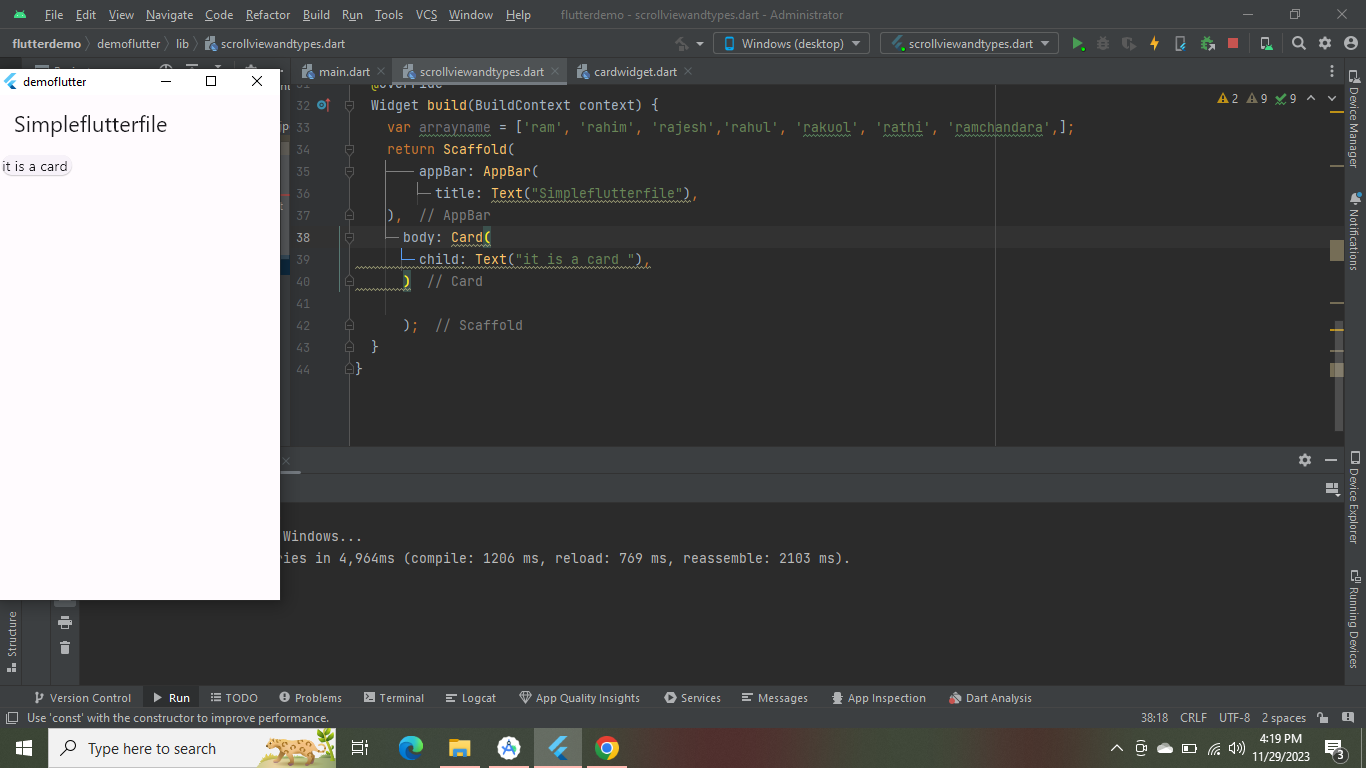 File Edit View Navigate Code Refactor Build Run Tools VCS Window Help flutterdemo - scrollviewandtypes.dart - Administrator
flutterdemo demoflutter lib scrollviewandtypes.dart Windows (desktop) scrollviewandtypes.dart
main.dart scrollviewandtypes.dart cardwidget.dart
demoflutter
Simpleflutterfile
it is a card
@override
32 Widget build(BuildContext context) { 2 9 9
33 var arrayname = ['ram', 'rahim', 'rajesh','rahul', 'rakuol', 'rathi', 'ramchandara',];
34 return Scaffold(
35 appBar: AppBar(
36 title: Text("Simpleflutterfile"),
37 ), // AppBar
38 body: Card(
39 child: Text("it is a card "),
40 ) // Card
41
42 ); // Scaffold
43 }
44 }
Device Manager
Notifications
Device Explorer
Running Devices
Windows...
ries in 4,964ms (compile: 1206 ms, reload: 769 ms, reassemble: 2103 ms).
Structure
Version Control Run TODO Problems Terminal Logcat App Quality Insights Services Messages App Inspection Dart Analysis
Use 'const' with the constructor to improve performance. 38:18 CRLF UTF-8 2 spaces
Type here to search 4:19 PM
11/29/2023 3